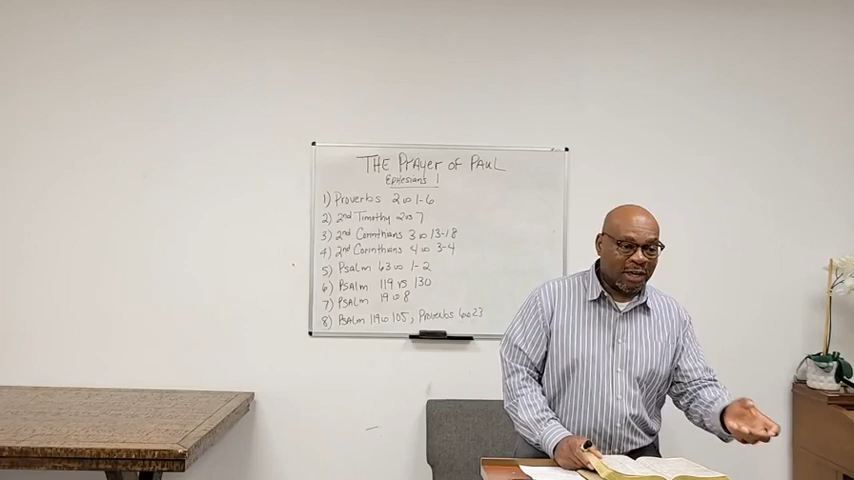 THE PRAYER OF PAUL
Ephesians 1
1) Proverbs 2 vs 1-6
2) 2nd Timothy 2 vs 7
3) 2nd Corinthians 3 vs 13-18
4) 2nd Corinthians 4 vs 3-4
5) Psalm 63 vs 1-2
6) Psalm 119 vs 130
7) Psalm 19 vs 8
8) Psalm 119 vs 105, Proverbs 6 vs 23